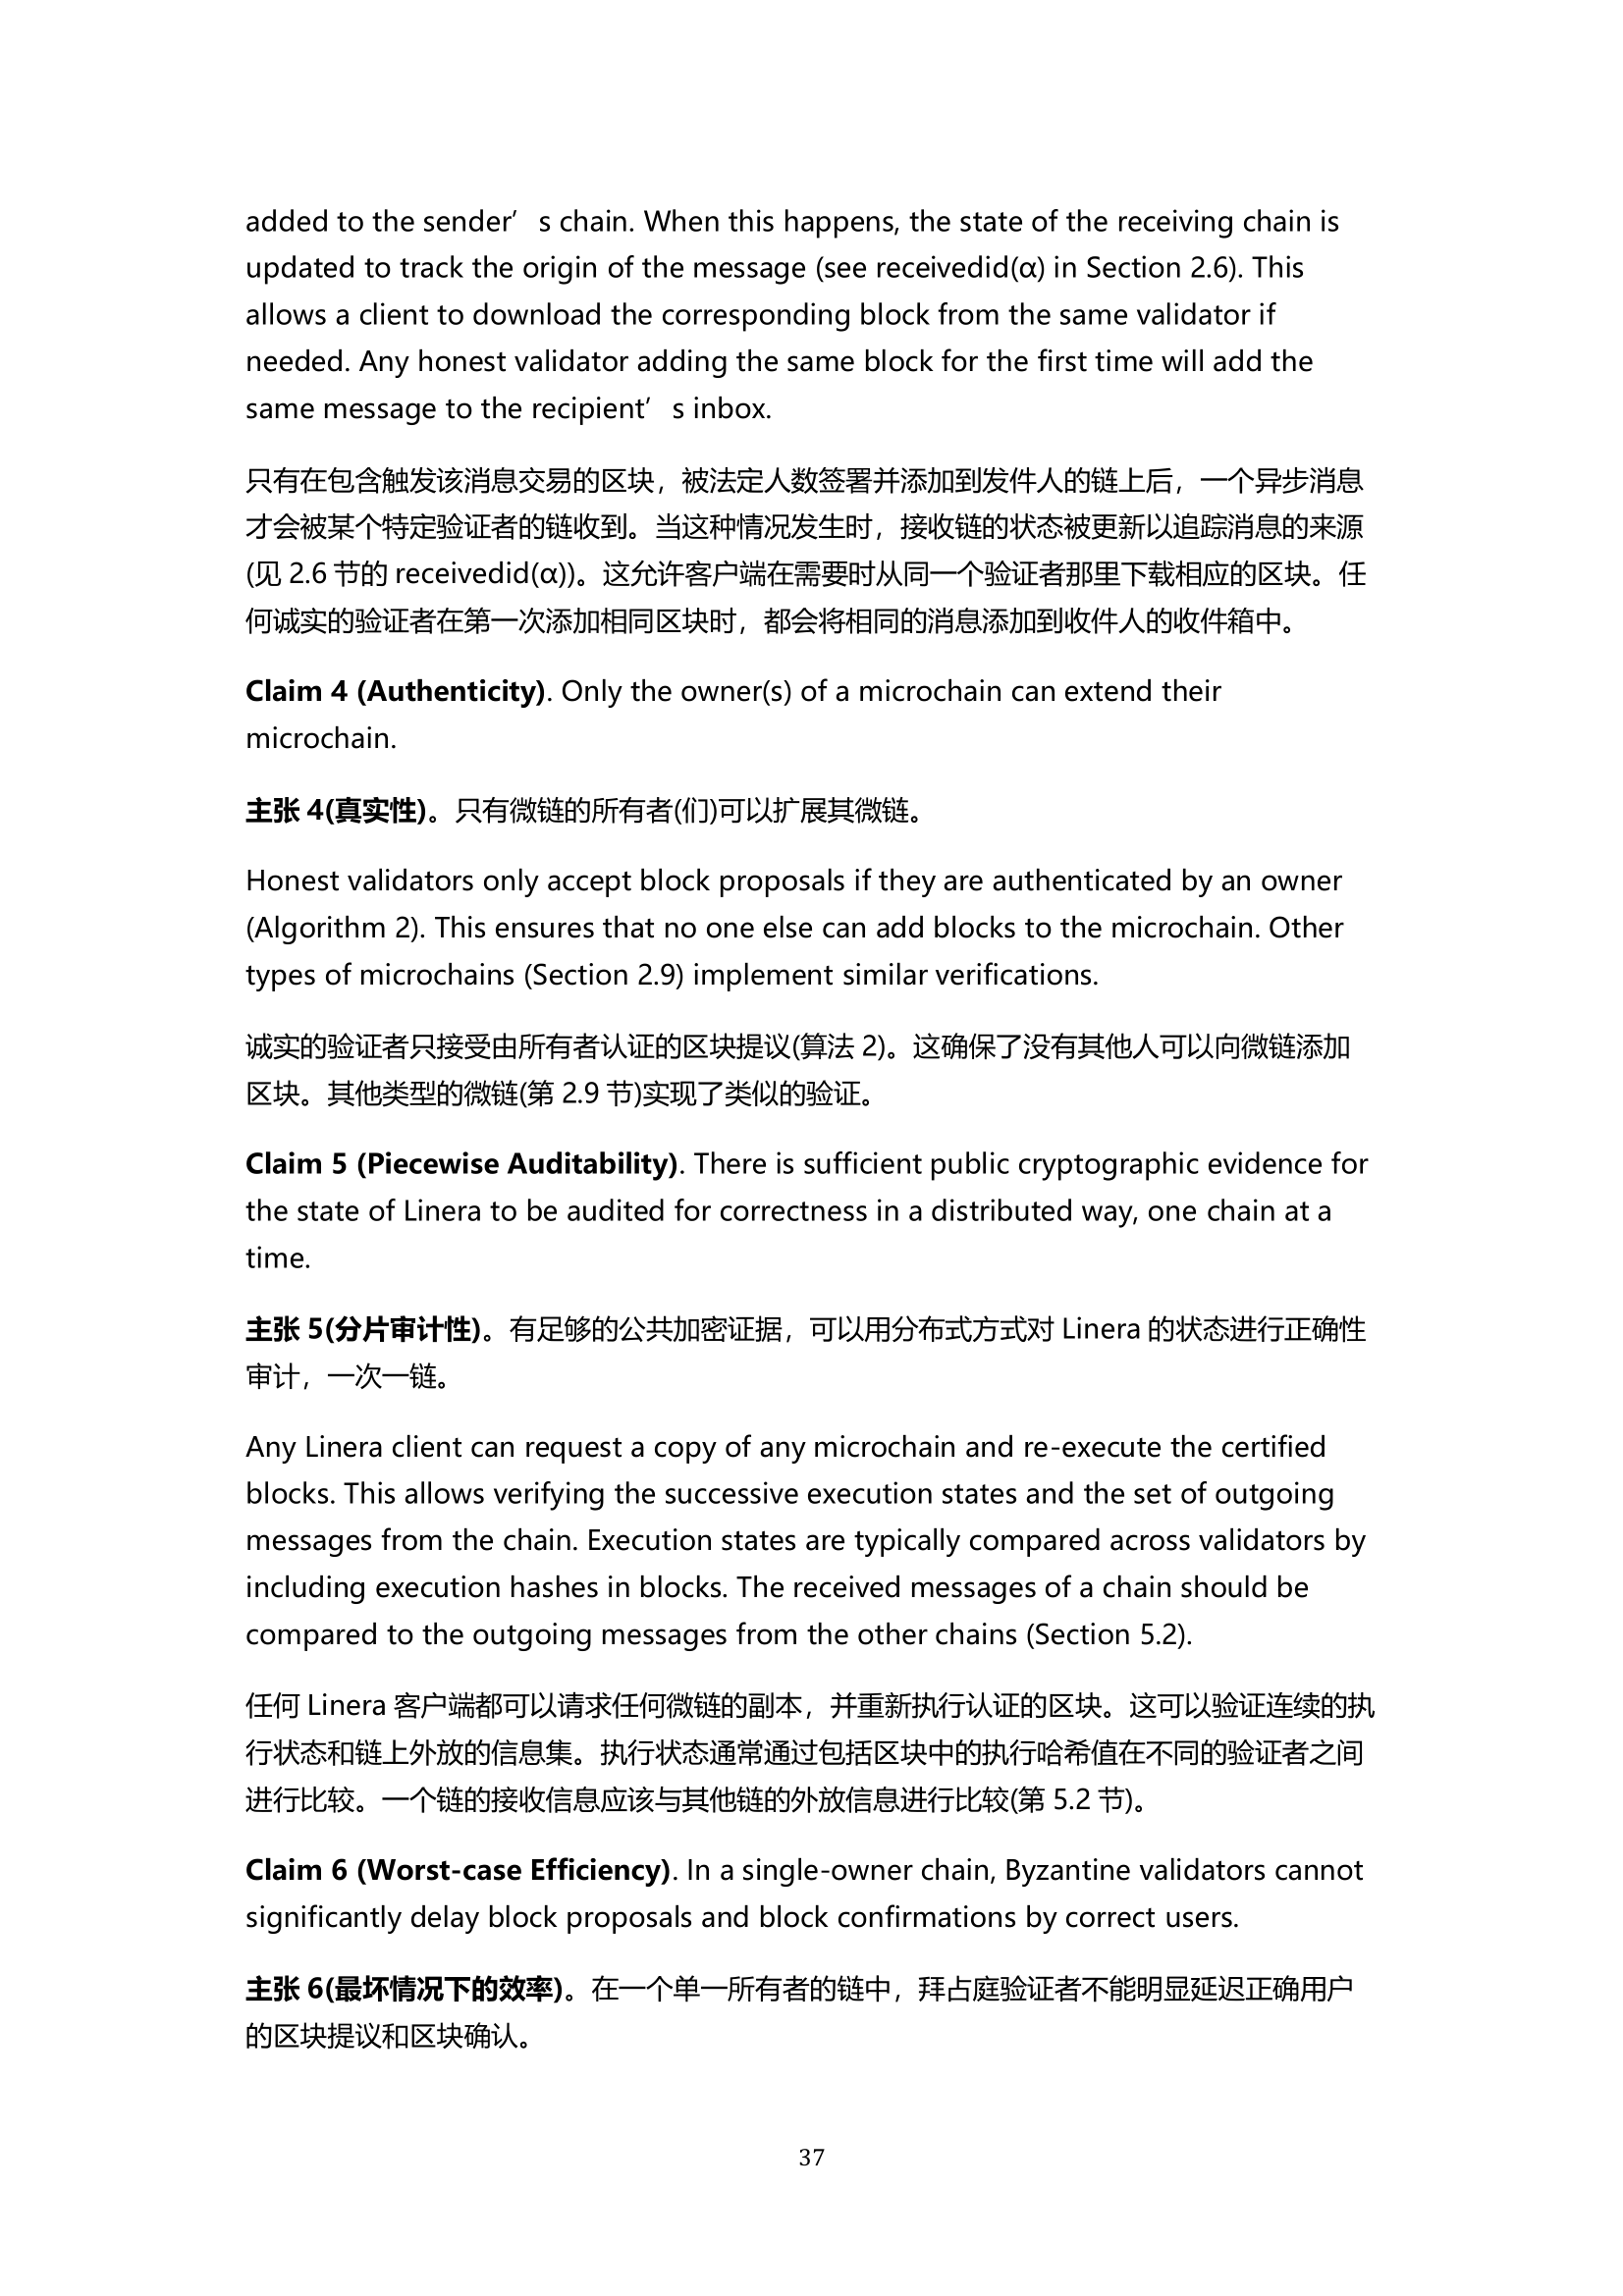 added to the sender’s chain. When this happens, the state of the receiving chain is
updated to track the origin of the message (see receivedid(α) in Section 2.6). This
allows a client to download the corresponding block from the same validator if
needed. Any honest validator adding the same block for the first time will add the
same message to the recipient’s inbox.
只有在包含触发该消息交易的区块，被法定人数签署并添加到发件人的链上后，一个异步消息
才会被某个特定验证者的链收到。当这种情况发生时，接收链的状态被更新以追踪消息的来源
(见 2.6 节的 receivedid(α))。这允许客户端在需要时从同一个验证者那里下载相应的区块。任
何诚实的验证者在第一次添加相同区块时，都会将相同的消息添加到收件人的收件箱中。
Claim 4 (Authenticity). Only the owner(s) of a microchain can extend their
microchain.
主张 4(真实性)。只有微链的所有者(们)可以扩展其微链。
Honest validators only accept block proposals if they are authenticated by an owner
(Algorithm 2). This ensures that no one else can add blocks to the microchain. Other
types of microchains (Section 2.9) implement similar verifications.
诚实的验证者只接受由所有者认证的区块提议(算法 2)。这确保了没有其他人可以向微链添加
区块。其他类型的微链(第 2.9 节)实现了类似的验证。
Claim 5 (Piecewise Auditability). There is sufficient public cryptographic evidence for
the state of Linera to be audited for correctness in a distributed way, one chain at a
time.
主张 5(分片审计性)。有足够的公共加密证据，可以用分布式方式对 Linera 的状态进行正确性
审计，一次一链。
Any Linera client can request a copy of any microchain and re-execute the certified
blocks. This allows verifying the successive execution states and the set of outgoing
messages from the chain. Execution states are typically compared across validators by
including execution hashes in blocks. The received messages of a chain should be
compared to the outgoing messages from the other chains (Section 5.2).
任何 Linera 客户端都可以请求任何微链的副本，并重新执行认证的区块。这可以验证连续的执
行状态和链上外放的信息集。执行状态通常通过包括区块中的执行哈希值在不同的验证者之间
进行比较。一个链的接收信息应该与其他链的外放信息进行比较(第 5.2 节)。
Claim 6 (Worst-case Efficiency). In a single-owner chain, Byzantine validators cannot
significantly delay block proposals and block confirmations by correct users.
主张 6(最坏情况下的效率)。在一个单一所有者的链中，拜占庭验证者不能明显延迟正确用户
的区块提议和区块确认。
37